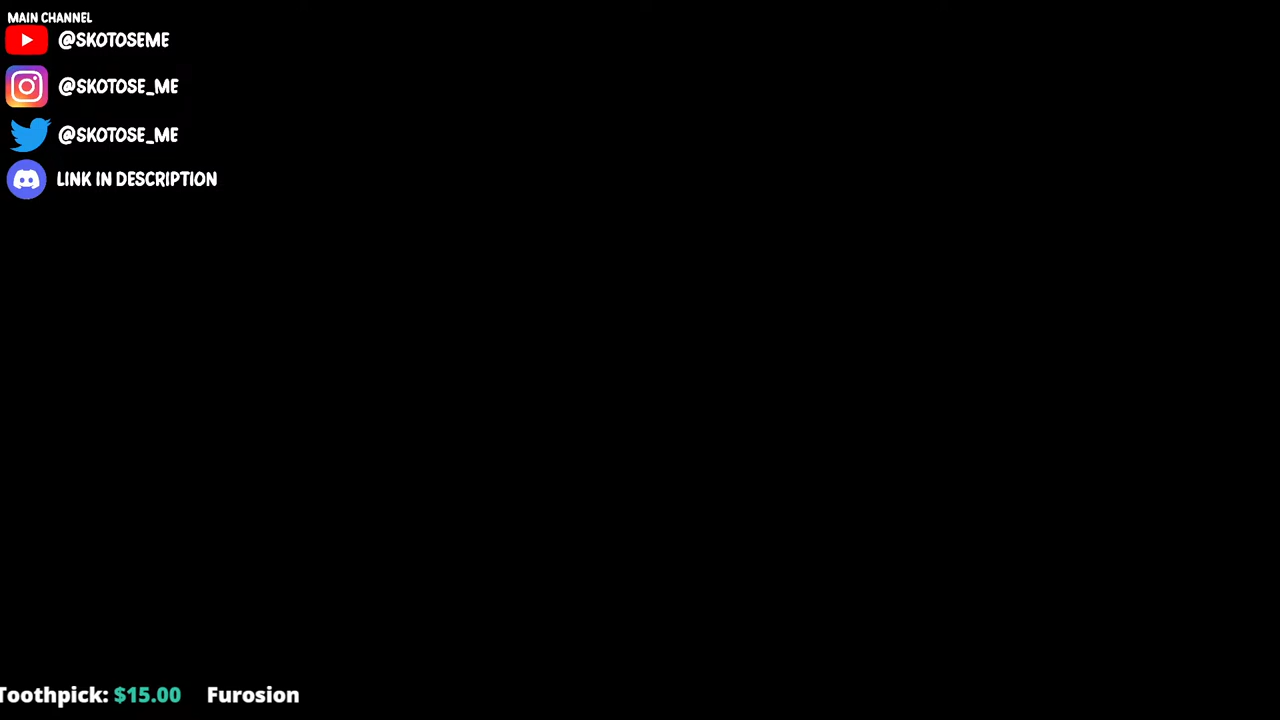 MAIN CHANNEL
@SKOTOSEME
@SKOTOSE_ME
@SKOTOSE_ME
LINK IN DESCRIPTION
Toothpick: $15.00 Furosion